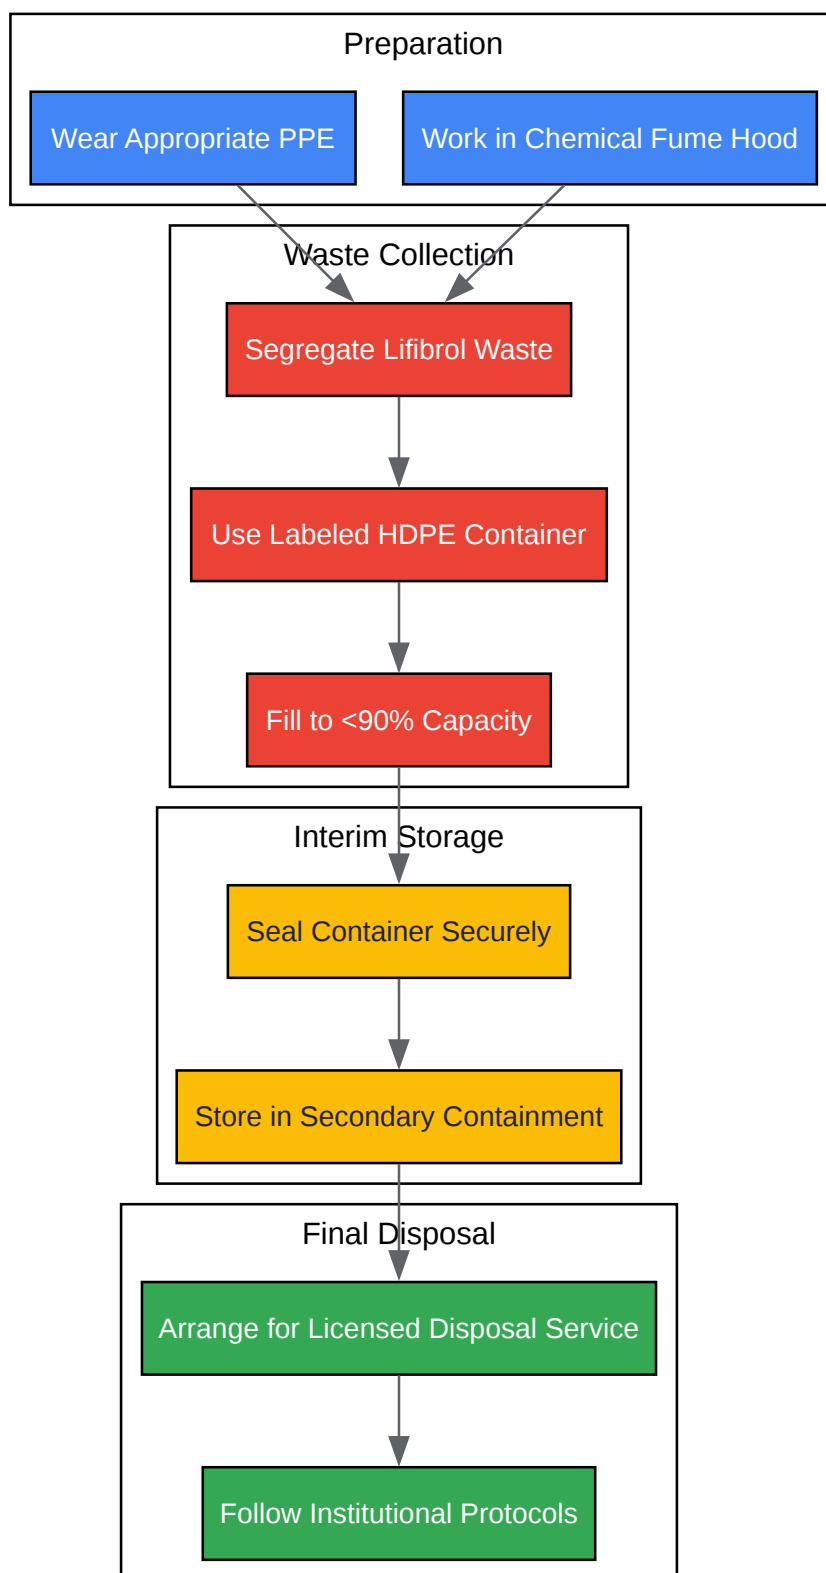 Preparation
Wear Appropriate PPE
Work in Chemical Fume Hood
Waste Collection
Segregate Lifibrol Waste
Use Labeled HDPE Container
Fill to <90% Capacity
Interim Storage
Seal Container Securely
Store in Secondary Containment
Final Disposal
Arrange for Licensed Disposal Service
Follow Institutional Protocols